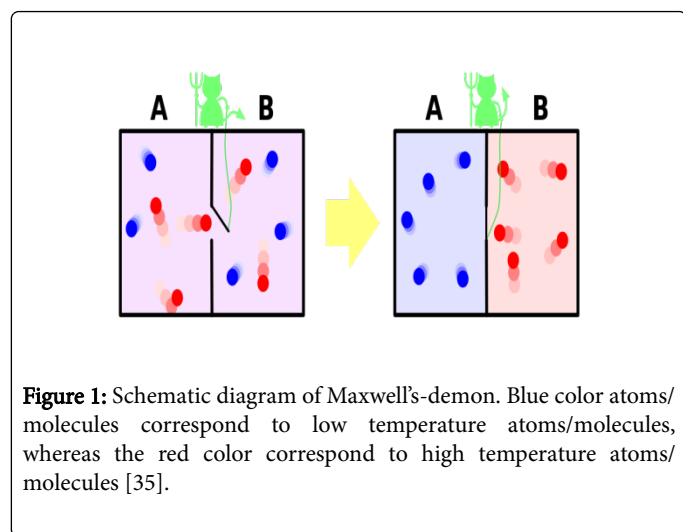 A B A B
Figure 1: Schematic diagram of Maxwell's-demon. Blue color atoms/
molecules correspond to low temperature atoms/molecules,
whereas the red color correspond to high temperature atoms/
molecules [35].